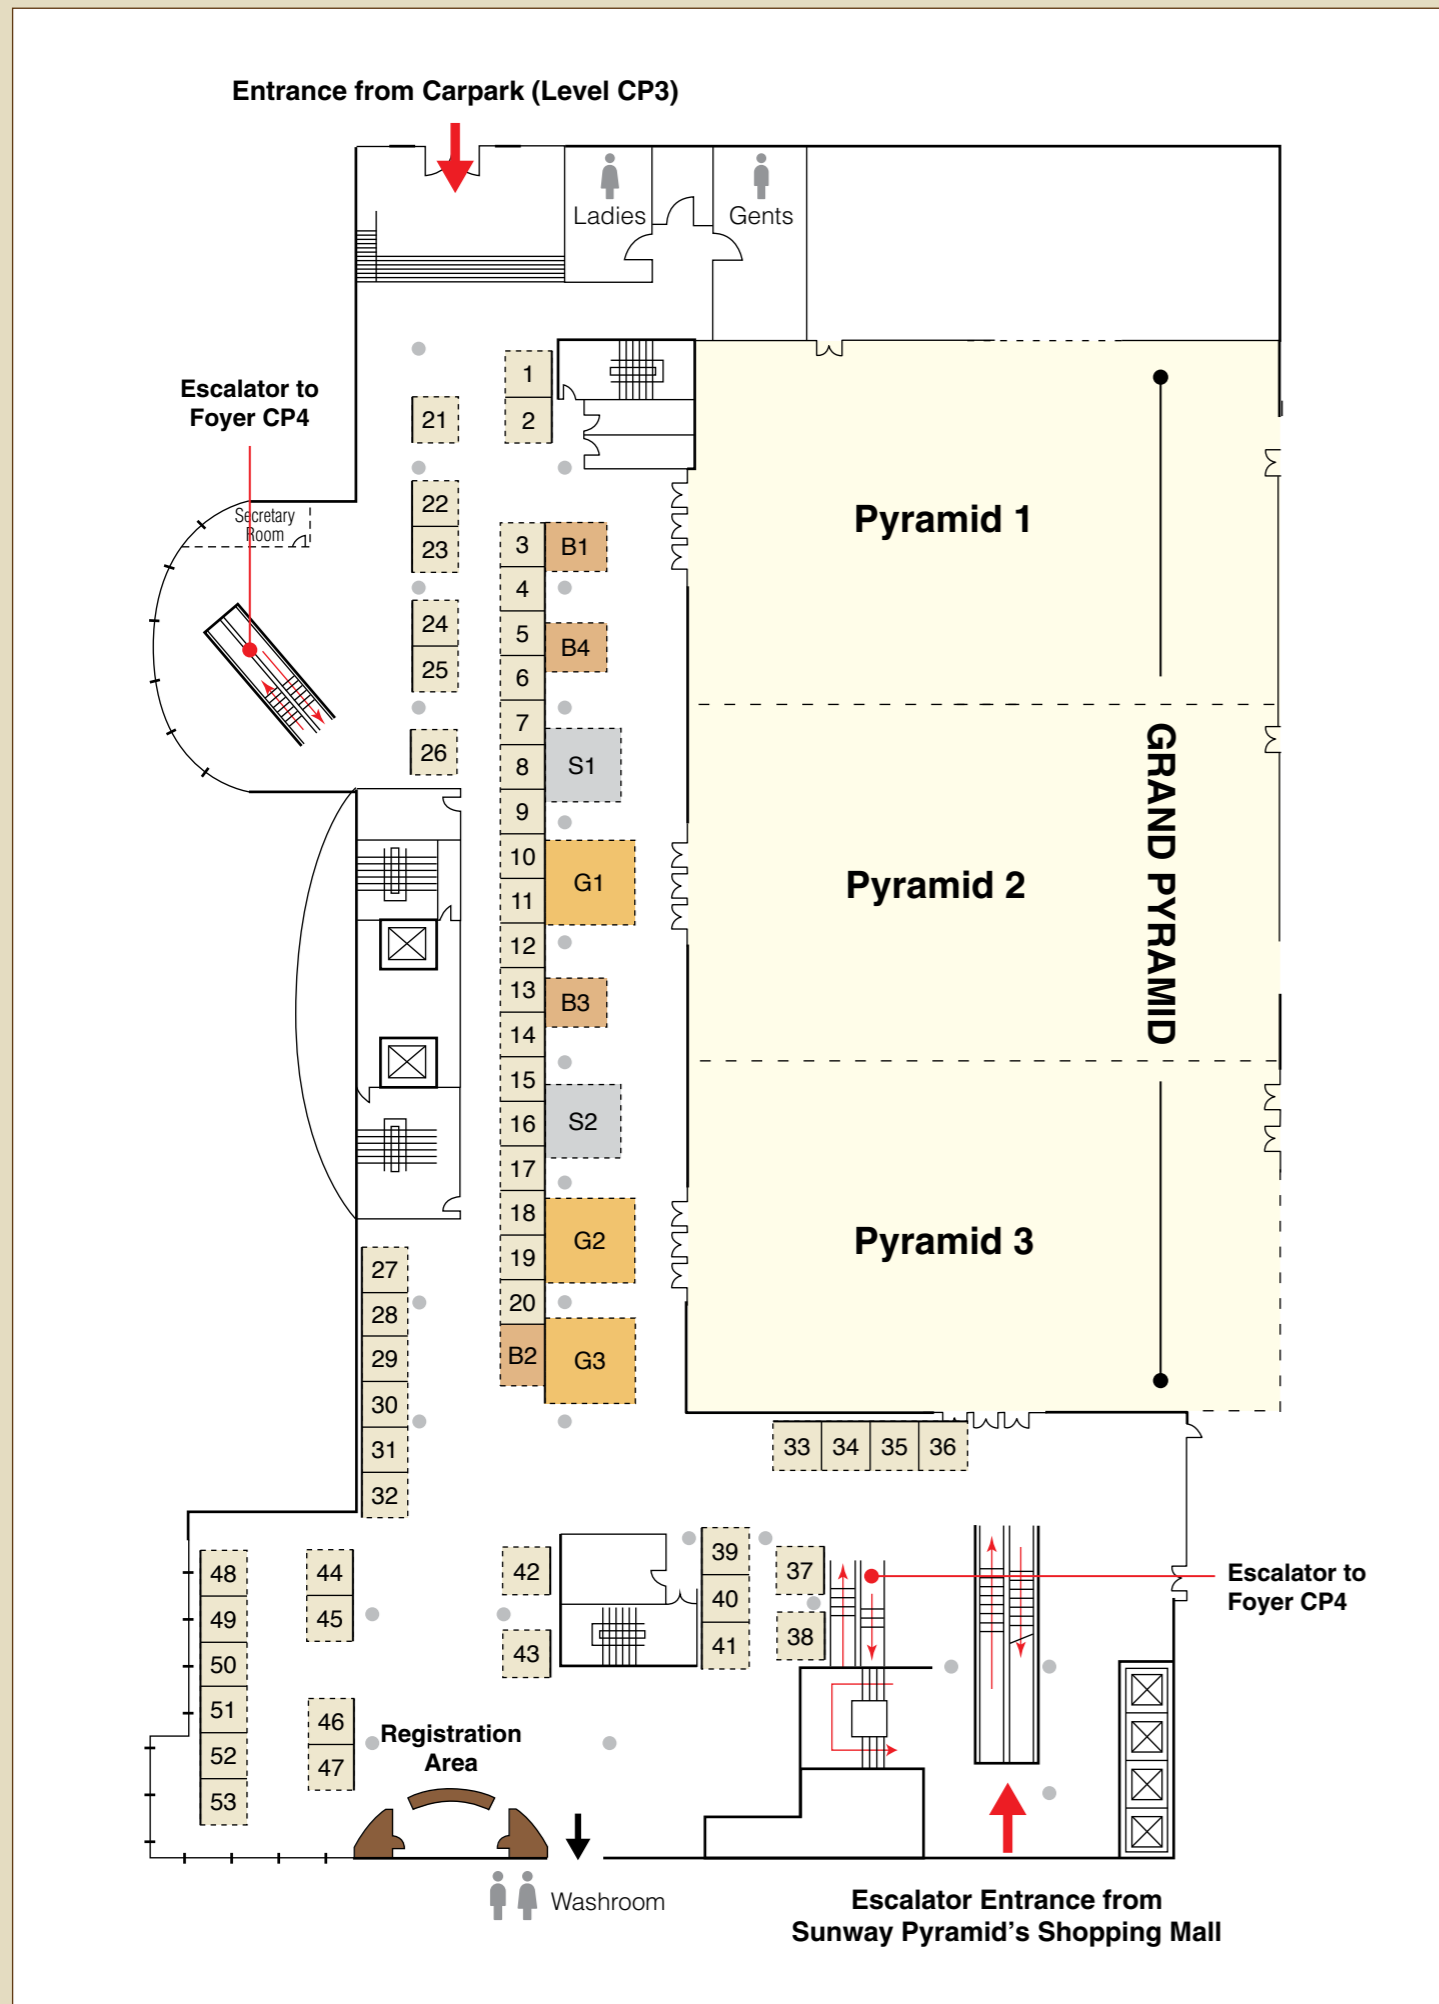 Entrance from Carpark (Level CP3)
Ladies
Gents
Escalator to
Foyer CP4
Secretary
Room
1
2
21
22
23
24
25
26
3
4
5
6
7
8
9
10
11
12
13
14
15
16
17
18
19
20
B2
B1
B4
S1
G1
B3
S2
G2
G3
Pyramid 1
Pyramid 2
Pyramid 3
GRAND PYRAMID
27
28
29
30
31
32
33 34 35 36
39
40
41
37
38
42
43
44
45
46
47
48
49
50
51
52
53
Escalator to
Foyer CP4
Registration
Area
Washroom
Escalator Entrance from
Sunway Pyramid's Shopping Mall